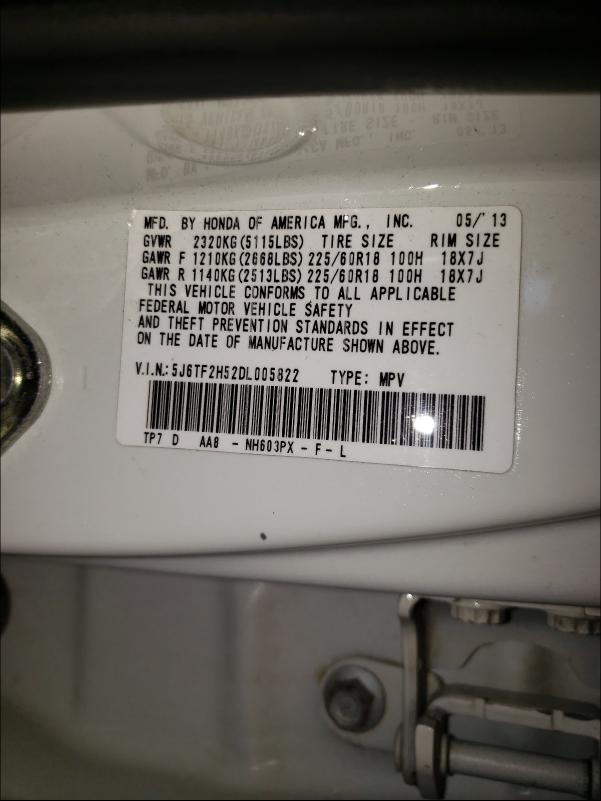 MFD. BY HONDA OF AMERICA MFG., INC. 05/'13
GVWR 2320KG(5115LBS) TIRE SIZE RIM SIZE
GAWR F 1210KG(2668LBS) 225/60R18 100H 18X7J
GAWR R 1140KG(2513LBS) 225/60R18 100H 18X7J
THIS VEHICLE CONFORMS TO ALL APPLICABLE
FEDERAL MOTOR VEHICLE SAFETY
AND THEFT PREVENTION STANDARDS IN EFFECT
ON THE DATE OF MANUFACTURE SHOWN ABOVE.
V.I.N.: 5J6TF2H52DL005822 TYPE: MPV
TP7 D AA8 - NH603PX - F - L